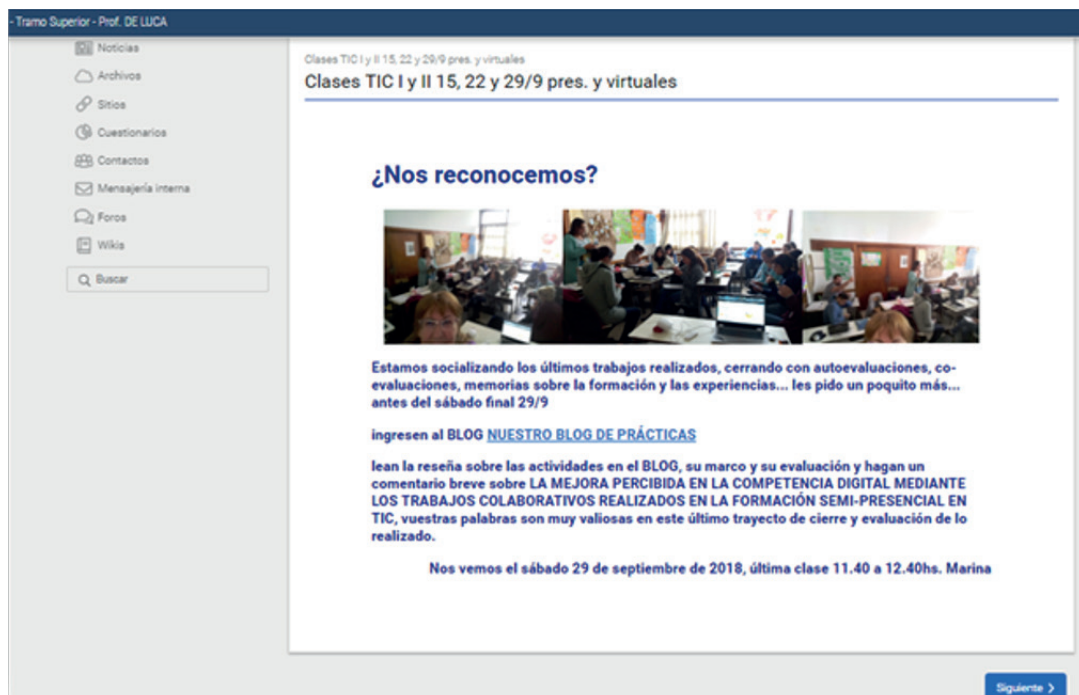 - Tramo Superior - Prof. DE LUCA
Noticias
Archivos
Sitios
Cuestionarios
Contactos
Mensajería interna
Foros
Wikis
Buscar
Clases TIC I y II 15, 22 y 29/9 pres. y virtuales
Clases TIC I y II 15, 22 y 29/9 pres. y virtuales
¿Nos reconocemos?
Estamos socializando los últimos trabajos realizados, cerrando con autoevaluaciones, co-
evaluaciones, memorias sobre la formación y las experiencias... les pido un poquito más...
antes del sábado final 29/9
ingresen al BLOG NUESTRO BLOG DE PRÁCTICAS
lean la reseña sobre las actividades en el BLOG, su marco y su evaluación y hagan un
comentario breve sobre LA MEJORA PERCIBIDA EN LA COMPETENCIA DIGITAL MEDIANTE
LOS TRABAJOS COLABORATIVOS REALIZADOS EN LA FORMACIÓN SEMI-PRESENCIAL EN
TIC, vuestras palabras son muy valiosas en este último trayecto de cierre y evaluación de lo
realizado.
Nos vemos el sábado 29 de septiembre de 2018, última clase 11.40 a 12.40hs. Marina
Siguiente >